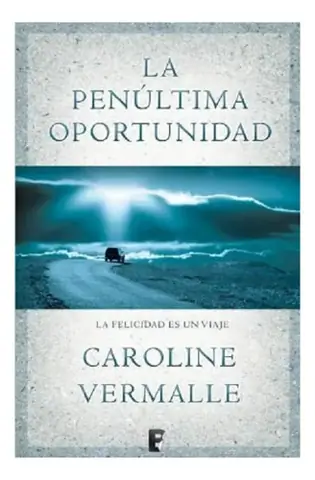 LA
PENÚLTIMA
OPORTUNIDAD
LA FELICIDAD ES UN VIAJE
CAROLINE
VERMALLE